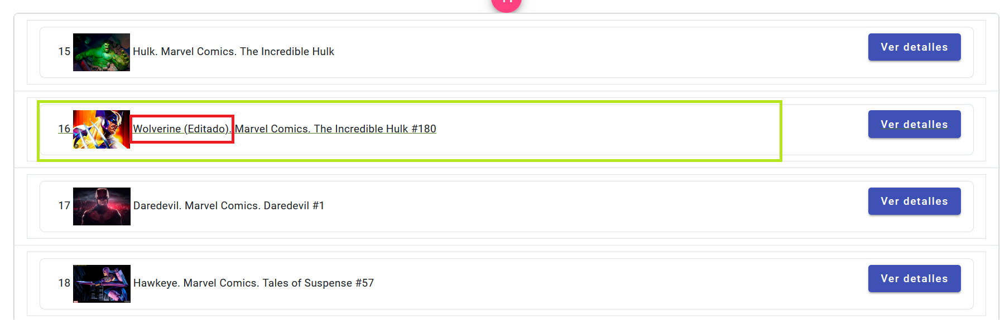 15 Hulk. Marvel Comics. The Incredible Hulk Ver detalles
16 Wolverine (Editado). Marvel Comics. The Incredible Hulk #180 Ver detalles
17 Daredevil. Marvel Comics. Daredevil #1 Ver detalles
18 Hawkeye. Marvel Comics. Tales of Suspense #57 Ver detalles